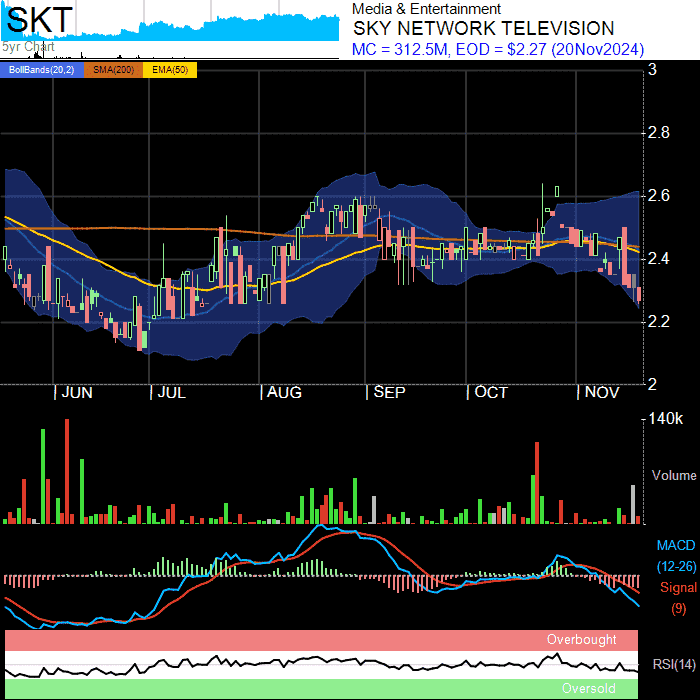 SKT
5yr Chart
Media & Entertainment
SKY NETWORK TELEVISION
MC = 312.5M, EOD = $2.27 (20Nov2024)
BollBands(20,2) SMA(200) EMA(50)
3
2.8
2.6
2.4
2.2
2
JUN JUL AUG SEP OCT NOV
140k
Volume
MACD
(12-26)
Signal
(9)
Overbought
RSI(14)
Oversold